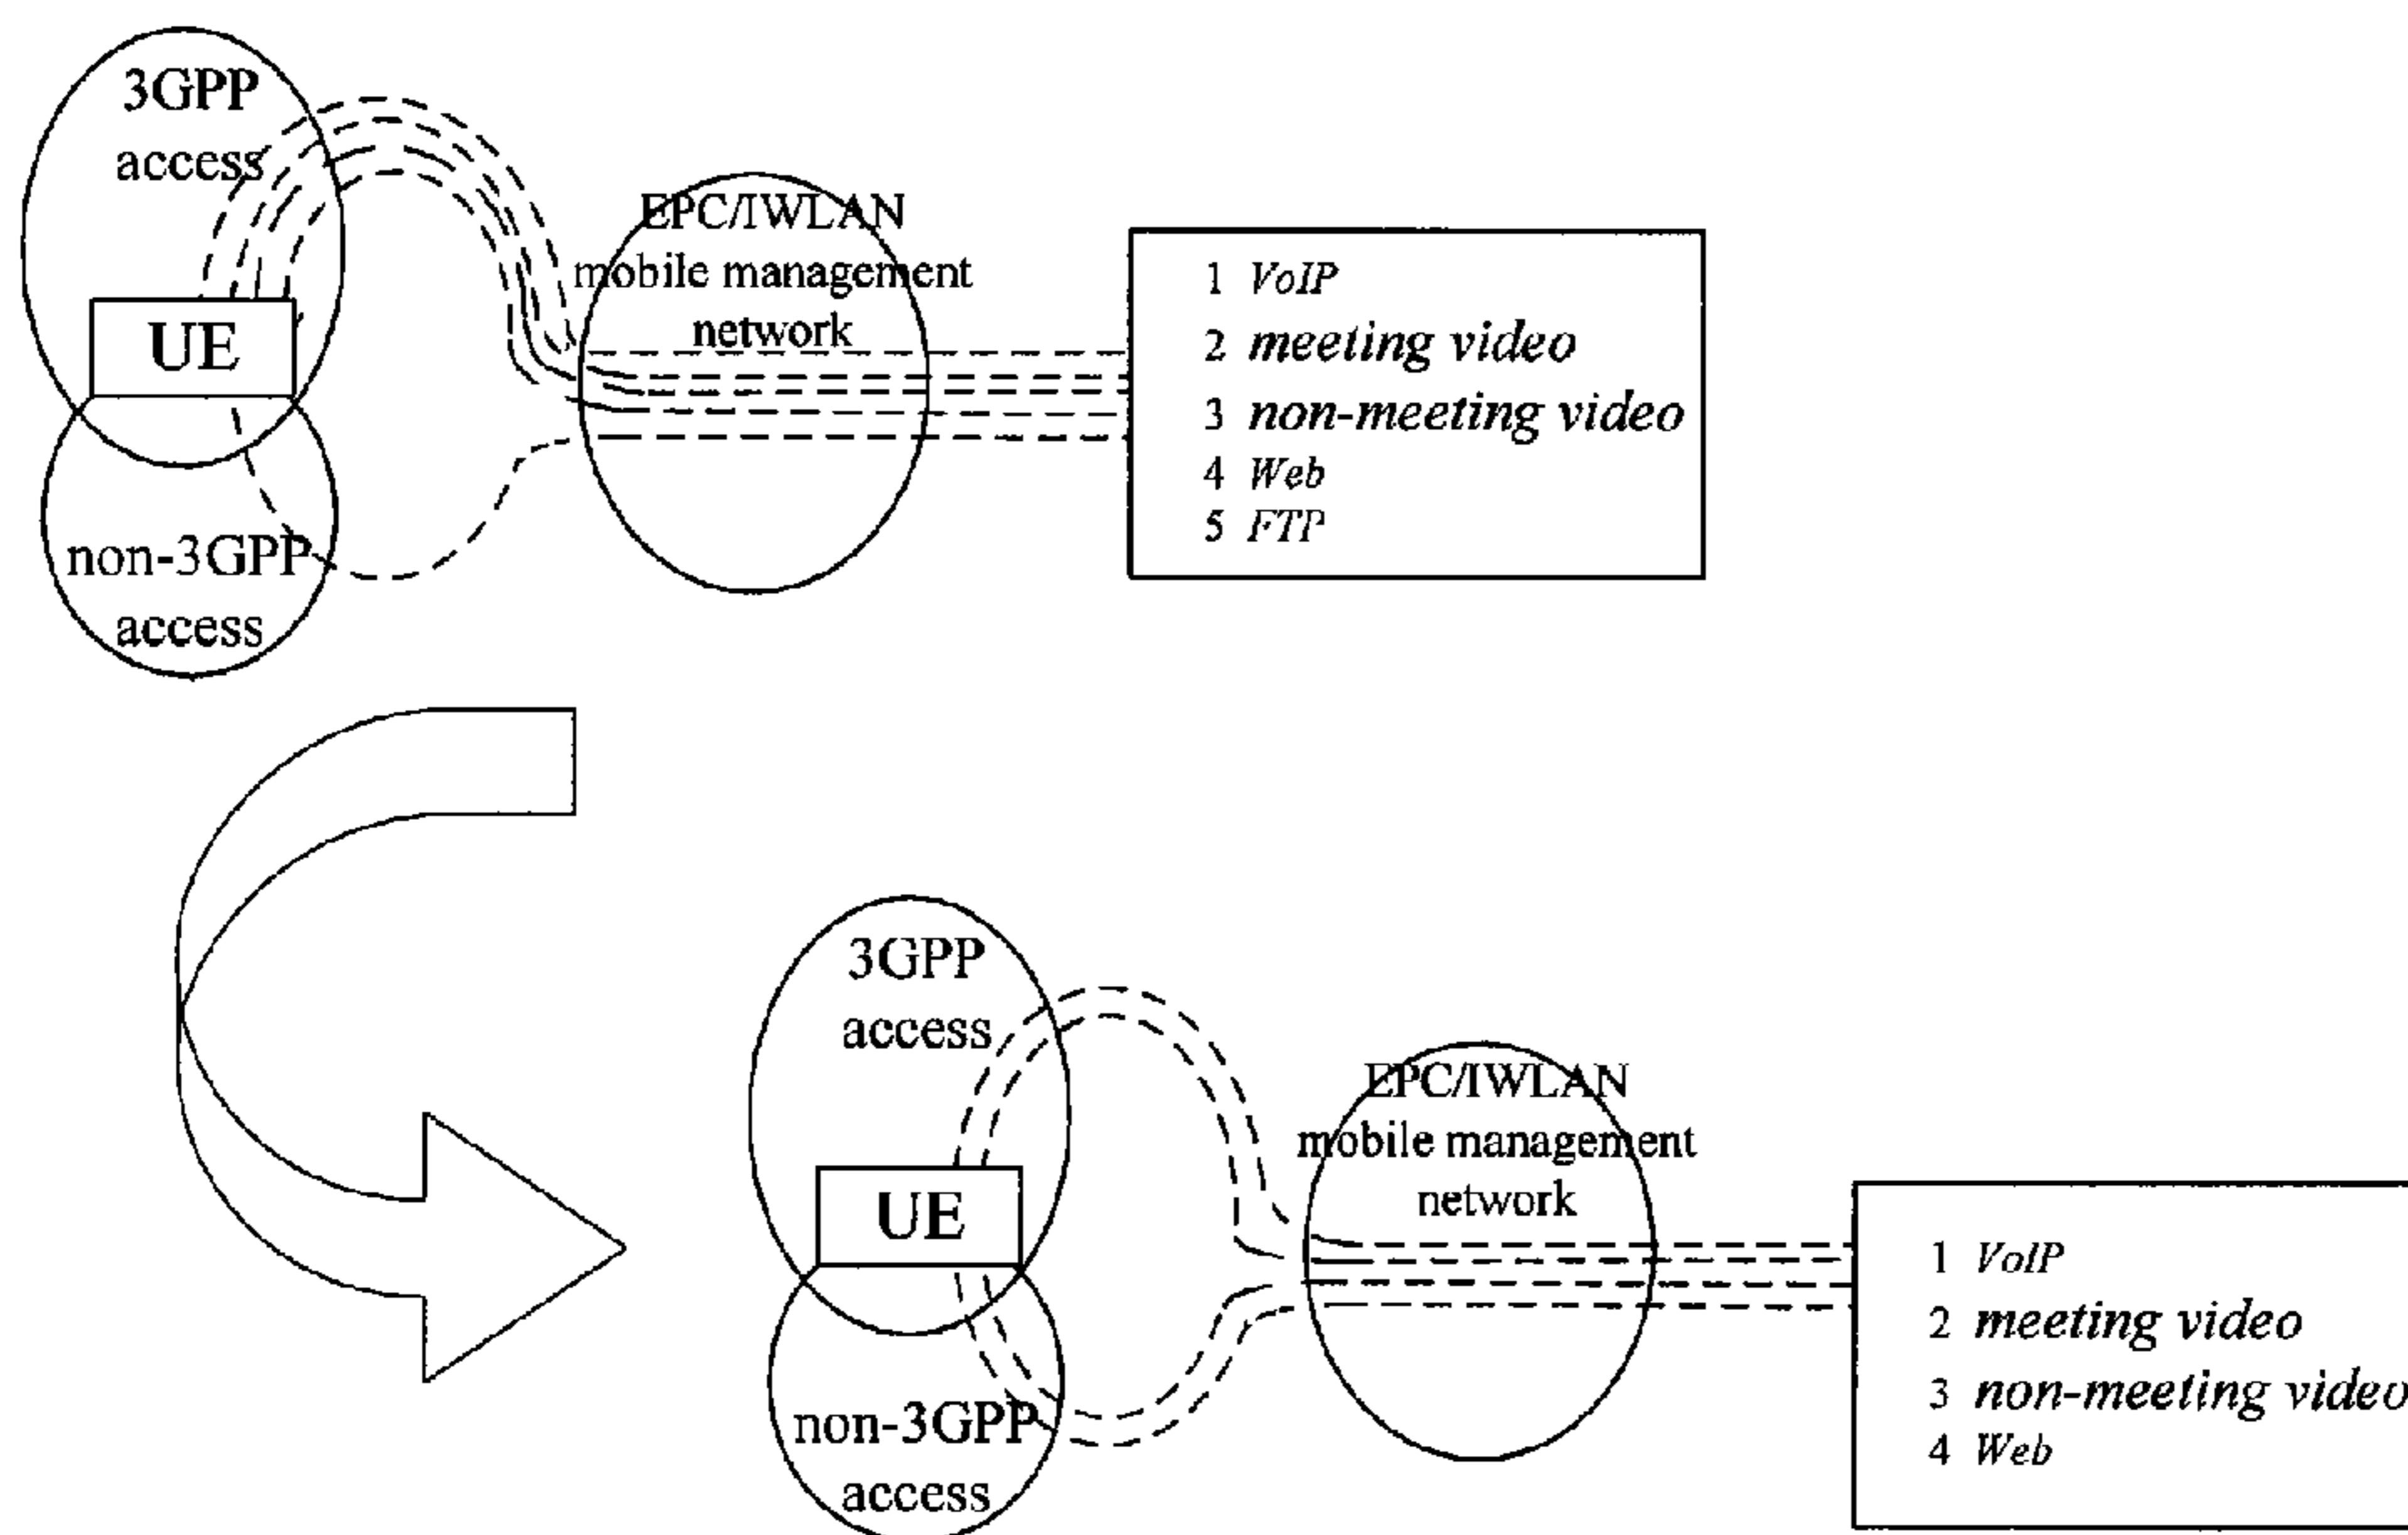 3GPP
access
UE
non-3GPP
access
EPC/IWLAN
mobile management
network
1 VoIP
2 meeting video
3 non-meeting video
4 Web
5 FTP
3GPP
access
UE
non-3GPP
access
EPC/IWLAN
mobile management
network
1 VoIP
2 meeting video
3 non-meeting video
4 Web